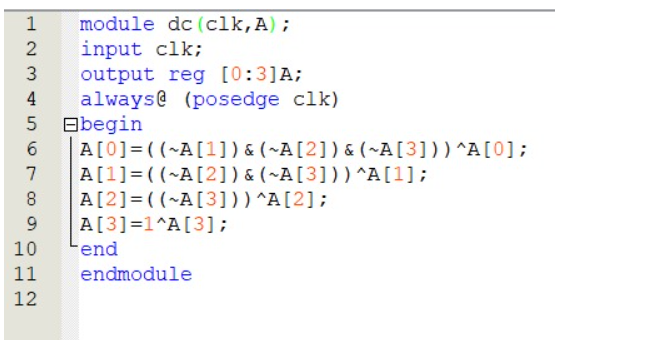 1 module dc(clk,A);
2 input clk;
3 output reg [0:3]A;
4 always@ (posedge clk)
5 begin
6 A[0]=((~A[1])&(~A[2])&(~A[3]))^A[0];
7 A[1]=((~A[2])&(~A[3]))^A[1];
8 A[2]=((~A[3]))^A[2];
9 A[3]=1^A[3];
10 end
11 endmodule
12